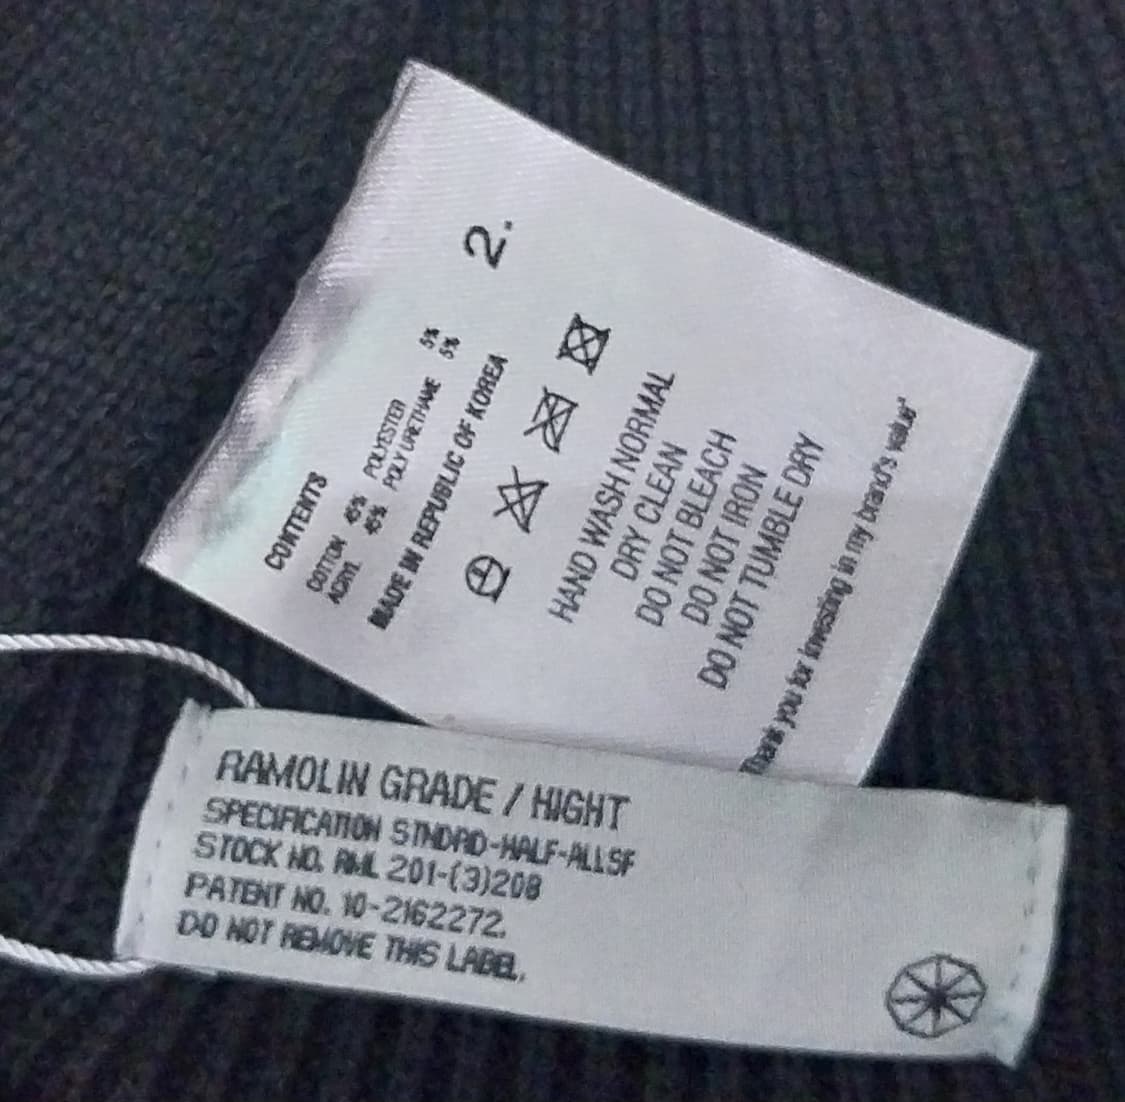 2.
CONTENTS
COTTON 45% POLYESTER 5%
ACRYL 45% POLY URETHANE 5%
MADE IN REPUBLIC OF KOREA
HAND WASH NORMAL
DRY CLEAN
DO NOT BLEACH
DO NOT IRON
DO NOT TUMBLE DRY
Thank you for investing in my brand's value"
RAMOLIN GRADE / HIGHT
SPECIFICATION STNDRD-HALF-ALLSF
STOCK NO. RML 201-(3)208
PATENT NO. 10-2162272.
DO NOT REMOVE THIS LABEL.